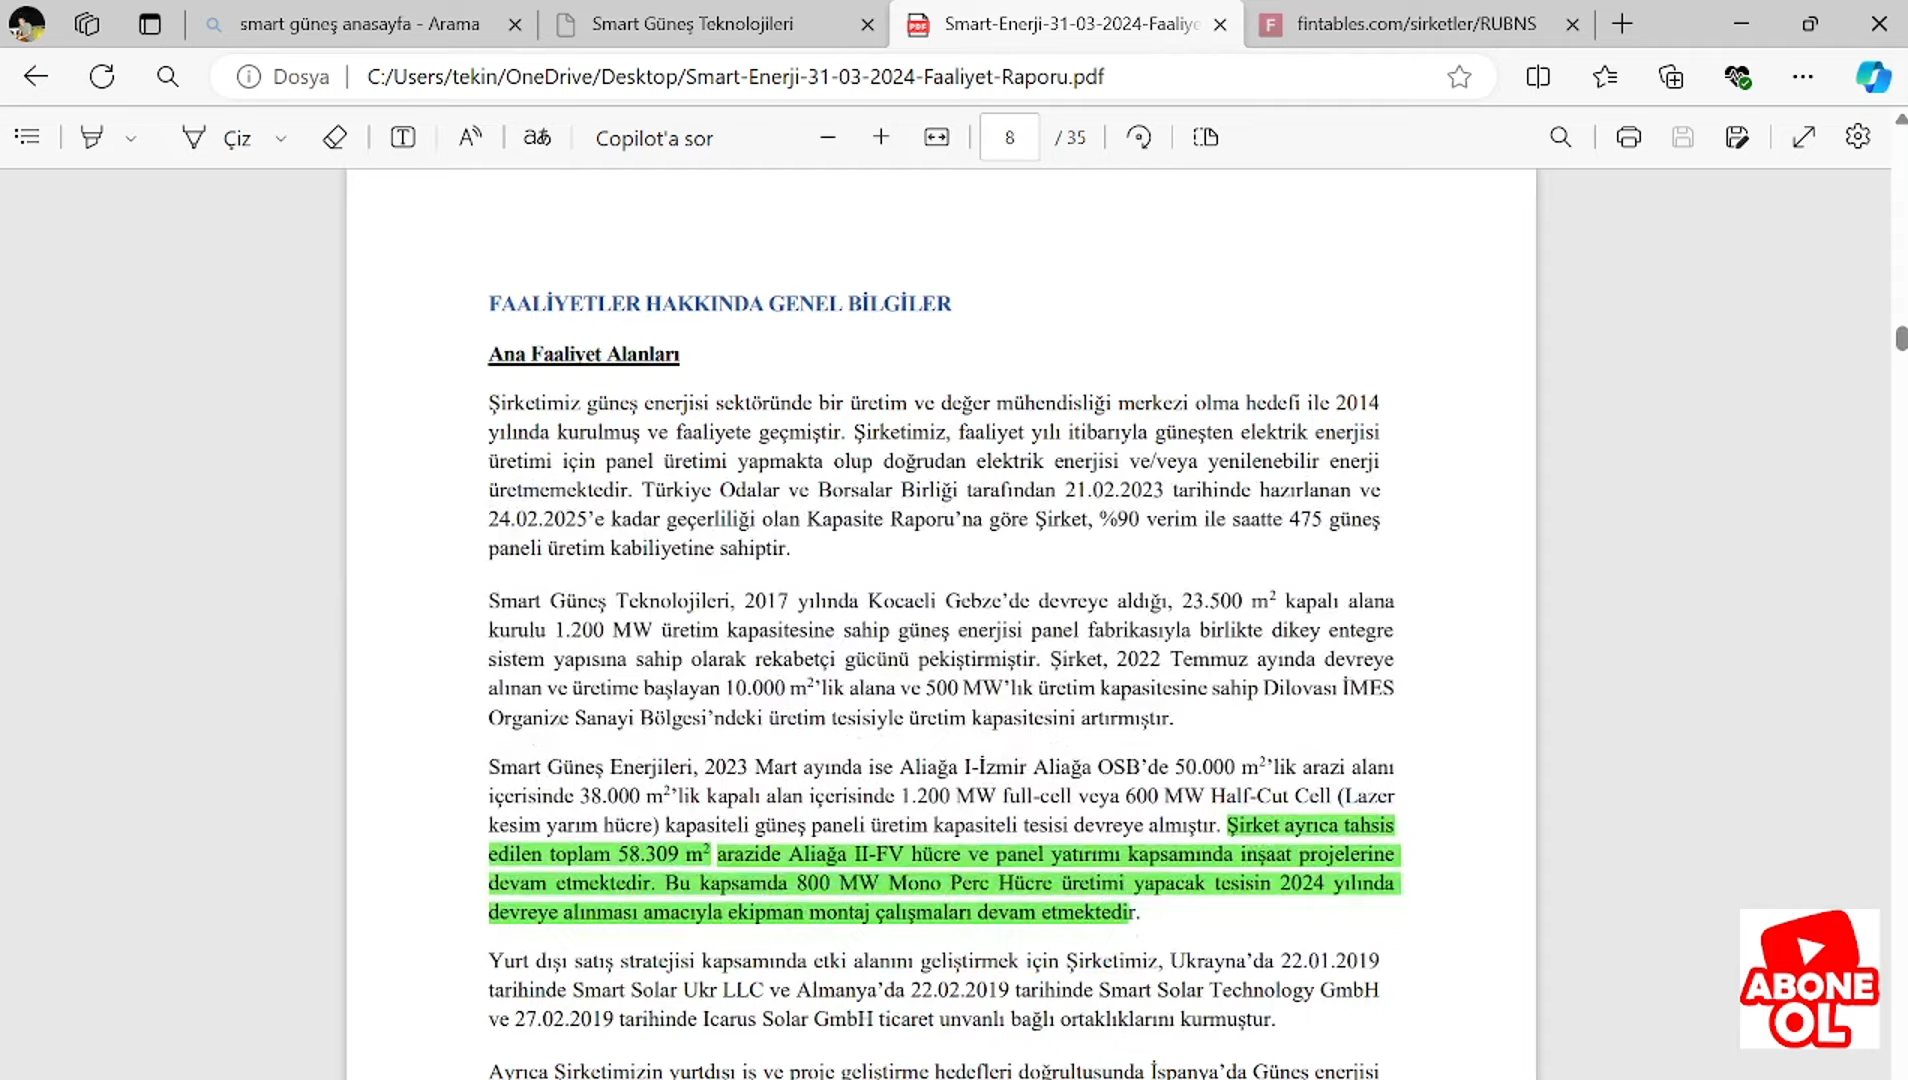 smart güneş anasayfa - Arama
Smart Güneş Teknolojileri
Smart-Enerji-31-03-2024-Faaliye
fintables.com/sirketler/RUBNS
Dosya
C:/Users/tekin/OneDrive/Desktop/Smart-Enerji-31-03-2024-Faaliyet-Raporu.pdf
Çiz
Copilot'a sor
8 / 35
FAALİYETLER HAKKINDA GENEL BİLGİLER
Ana Faaliyet Alanları
Şirketimiz güneş enerjisi sektöründe bir üretim ve değer mühendisliği merkezi olma hedefi ile 2014
yılında kurulmuş ve faaliyete geçmiştir. Şirketimiz, faaliyet yılı itibarıyla güneşten elektrik enerjisi
üretimi için panel üretimi yapmakta olup doğrudan elektrik enerjisi ve/veya yenilenebilir enerji
üretmemektedir. Türkiye Odalar ve Borsalar Birliği tarafından 21.02.2023 tarihinde hazırlanan ve
24.02.2025'e kadar geçerliliği olan Kapasite Raporu'na göre Şirket, %90 verim ile saatte 475 güneş
paneli üretim kabiliyetine sahiptir.
Smart Güneş Teknolojileri, 2017 yılında Kocaeli Gebze'de devreye aldığı, 23.500 m² kapalı alana
kurulu 1.200 MW üretim kapasitesine sahip güneş enerjisi panel fabrikasıyla birlikte dikey entegre
sistem yapısına sahip olarak rekabetçi gücünü pekiştirmiştir. Şirket, 2022 Temmuz ayında devreye
alınan ve üretime başlayan 10.000 m²'lik alana ve 500 MW'lık üretim kapasitesine sahip Dilovası İMES
Organize Sanayi Bölgesi'ndeki üretim tesisiyle üretim kapasitesini artırmıştır.
Smart Güneş Enerjileri, 2023 Mart ayında ise Aliağa I-İzmir Aliağa OSB'de 50.000 m²'lik arazi alanı
içerisinde 38.000 m²'lik kapalı alan içerisinde 1.200 MW full-cell veya 600 MW Half-Cut Cell (Lazer
kesim yarım hücre) kapasiteli güneş paneli üretim kapasiteli tesisi devreye almıştır. Şirket ayrıca tahsis
edilen toplam 58.309 m² arazide Aliağa II-FV hücre ve panel yatırımı kapsamında inşaat projelerine
devam etmektedir. Bu kapsamda 800 MW Mono Perc Hücre üretimi yapacak tesisin 2024 yılında
devreye alınması amacıyla ekipman montaj çalışmaları devam etmektedir.
Yurt dışı satış stratejisi kapsamında etki alanını geliştirmek için Şirketimiz, Ukrayna'da 22.01.2019
tarihinde Smart Solar Ukr LLC ve Almanya'da 22.02.2019 tarihinde Smart Solar Technology GmbH
ve 27.02.2019 tarihinde Icarus Solar GmbH ticaret unvanlı bağlı ortaklıklarını kurmuştur.
Ayrıca Şirketimizin yurtdışı iş ve proje geliştirme hedefleri doğrultusunda İspanya'da Güneş enerjisi
ABONE
OL